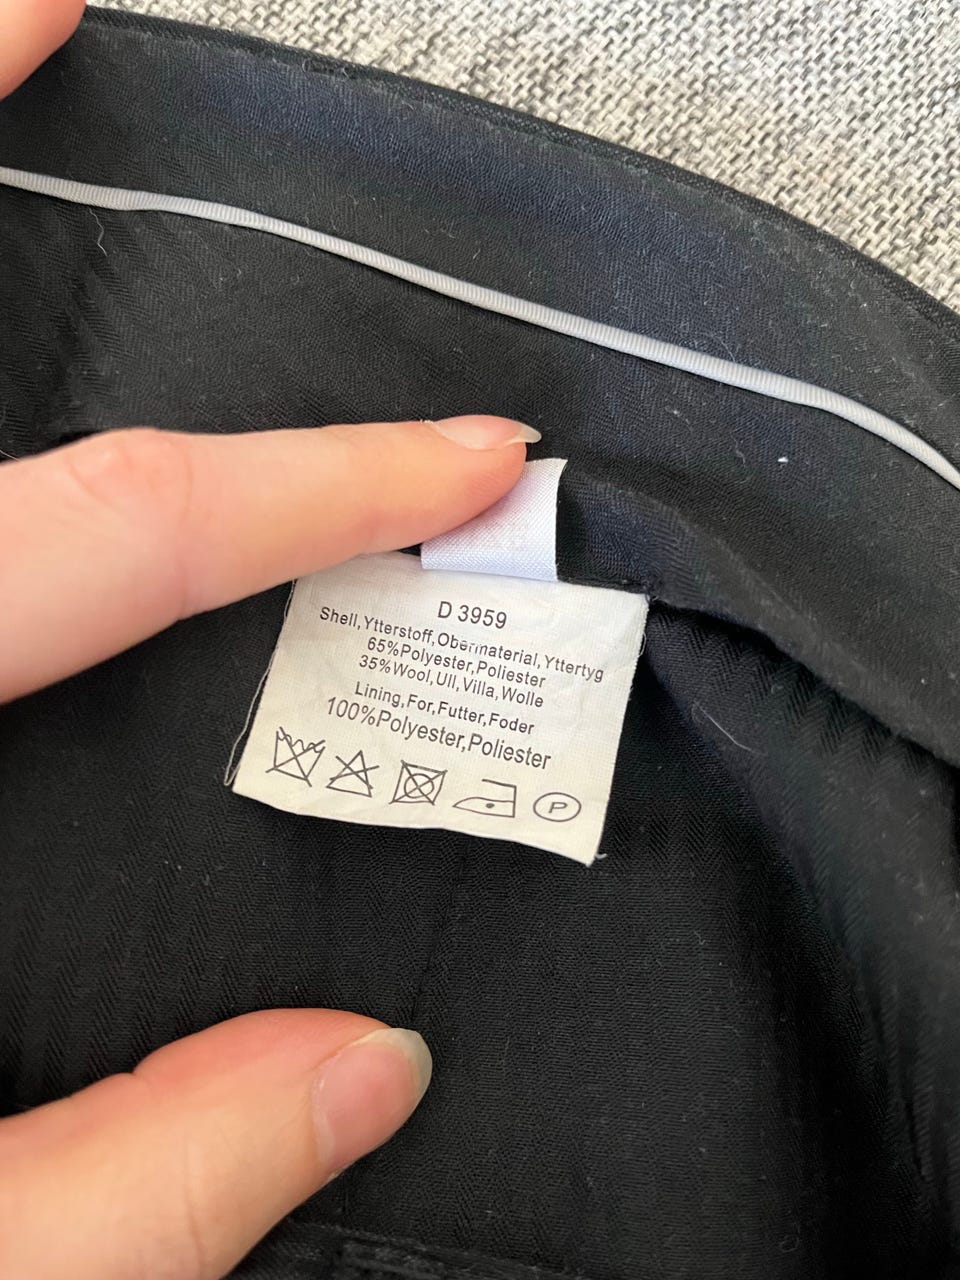 D 3959
Shell,Ytterstoff,Obermaterial,Yttertyg
65%Polyester,Poliester
35%Wool,Ull,Villa,Wolle
Lining,For,Futter,Foder
100%Polyester,Poliester
P